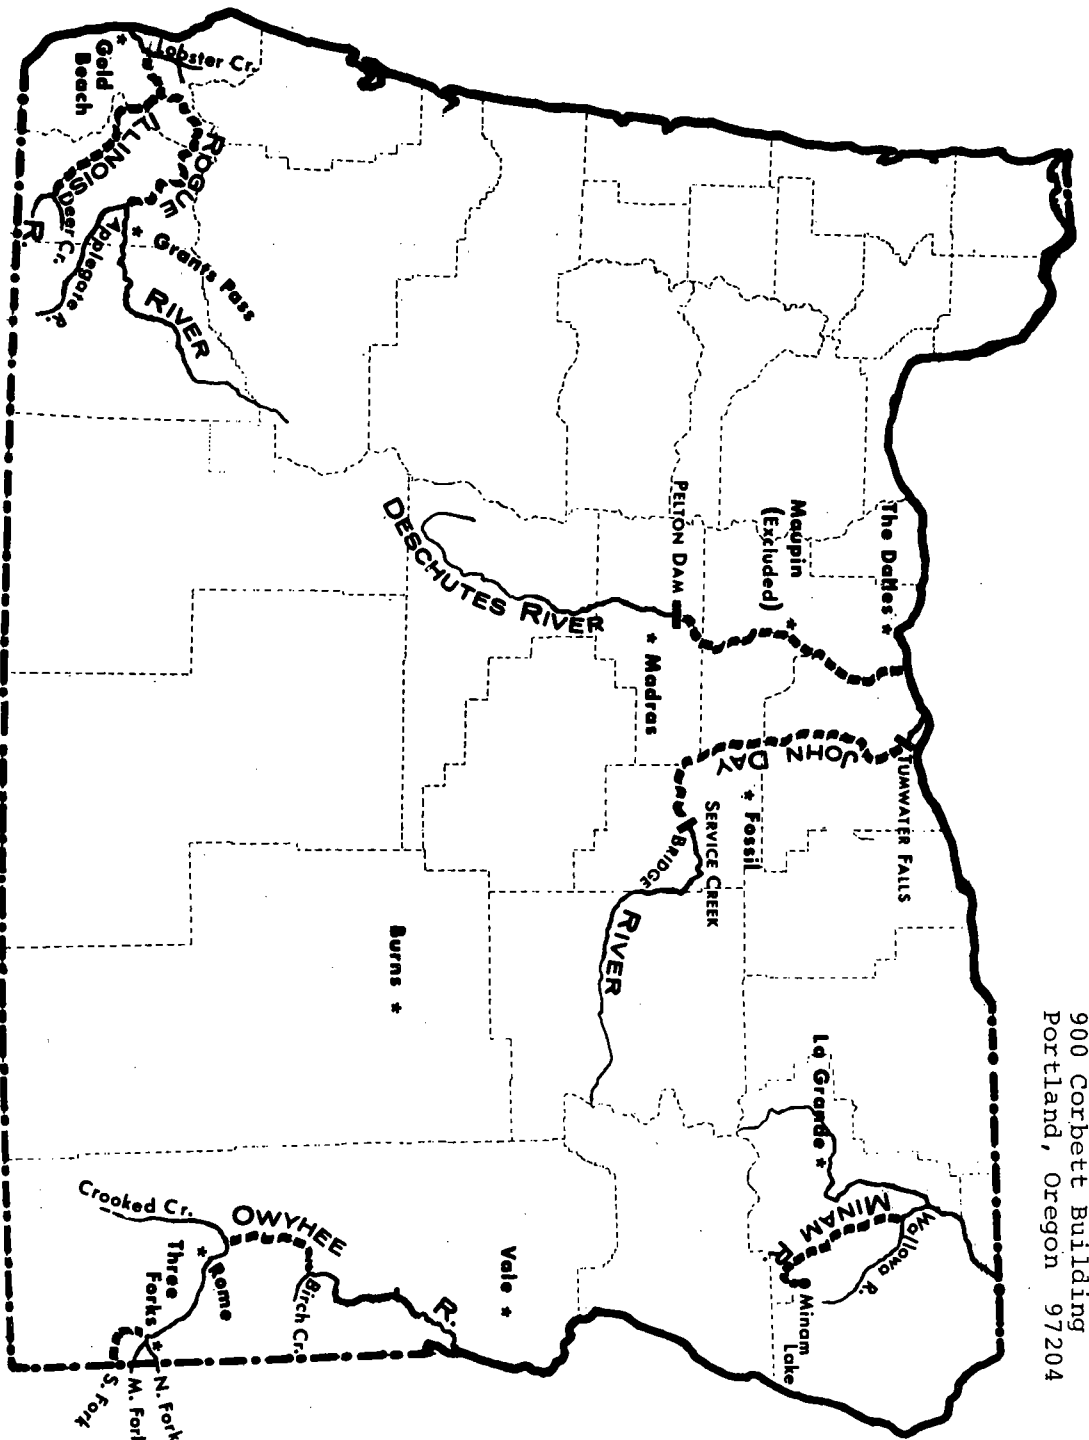 900 Corbett Building
Portland, Oregon 97204
The Dalles *
TUMWATER FALLS
Maupin
(Excluded) *
JOHN DAY
* Fossil
La Grande *
MINAM
R.
Wallowa R.
Minam
Lake
PELTON DAM
* Madras
SERVICE CREEK
BRIDGE
RIVER
DESCHUTES RIVER
Burns *
Vale *
Lobster Cr.
*
Gold
Beach
ROGUE
RIVER
* Grants Pass
ILLINOIS
R.
Deer Cr.
Applegate R.
OWYHEE
R.
Crooked Cr.
Birch Cr.
* Rome
Three
Forks *
N. Fork
M. Fork
S. Fork